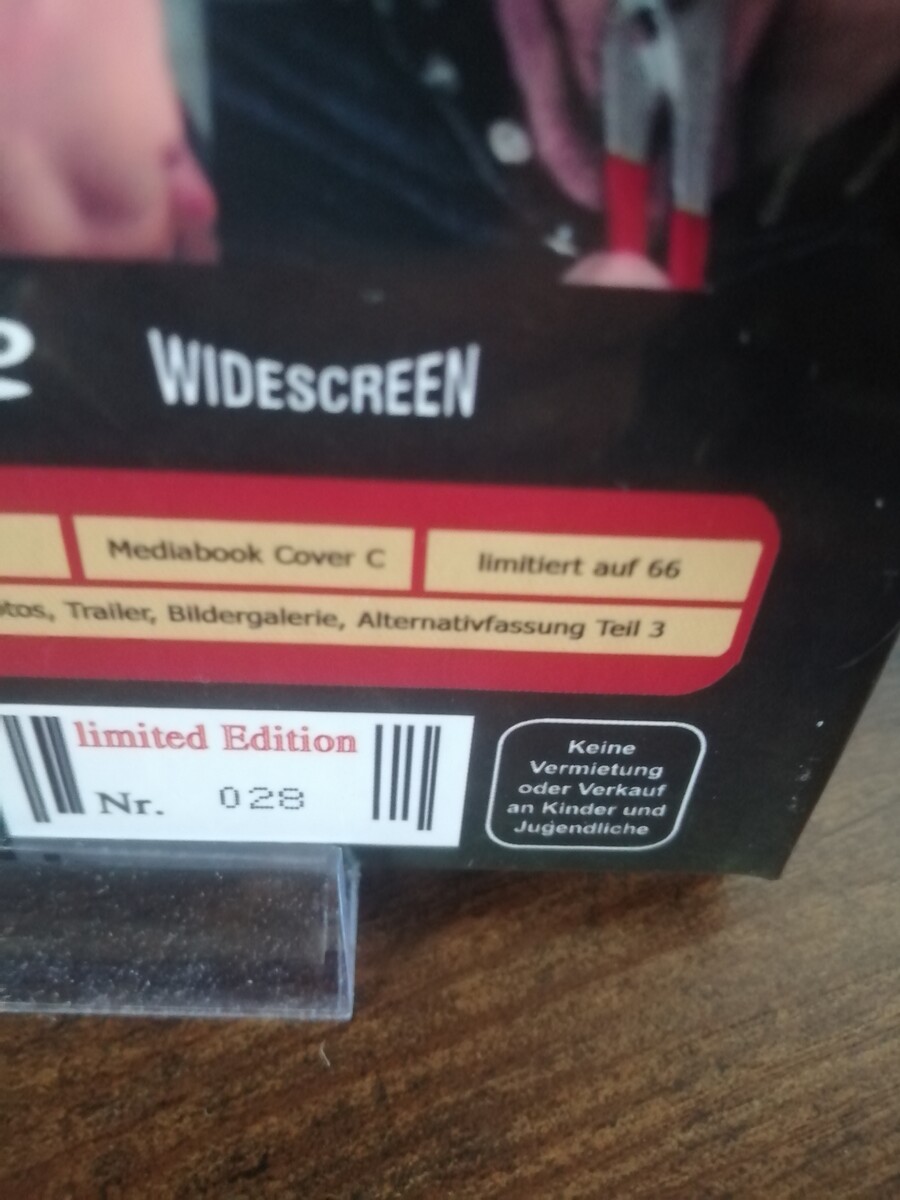 WIDESCREEN
Mediabook Cover C
limitiert auf 66
Trailer, Bildergalerie, Alternativfassung Teil 3
limited Edition
Nr. 028
Keine
Vermietung
oder Verkauf
an Kinder und
Jugendliche